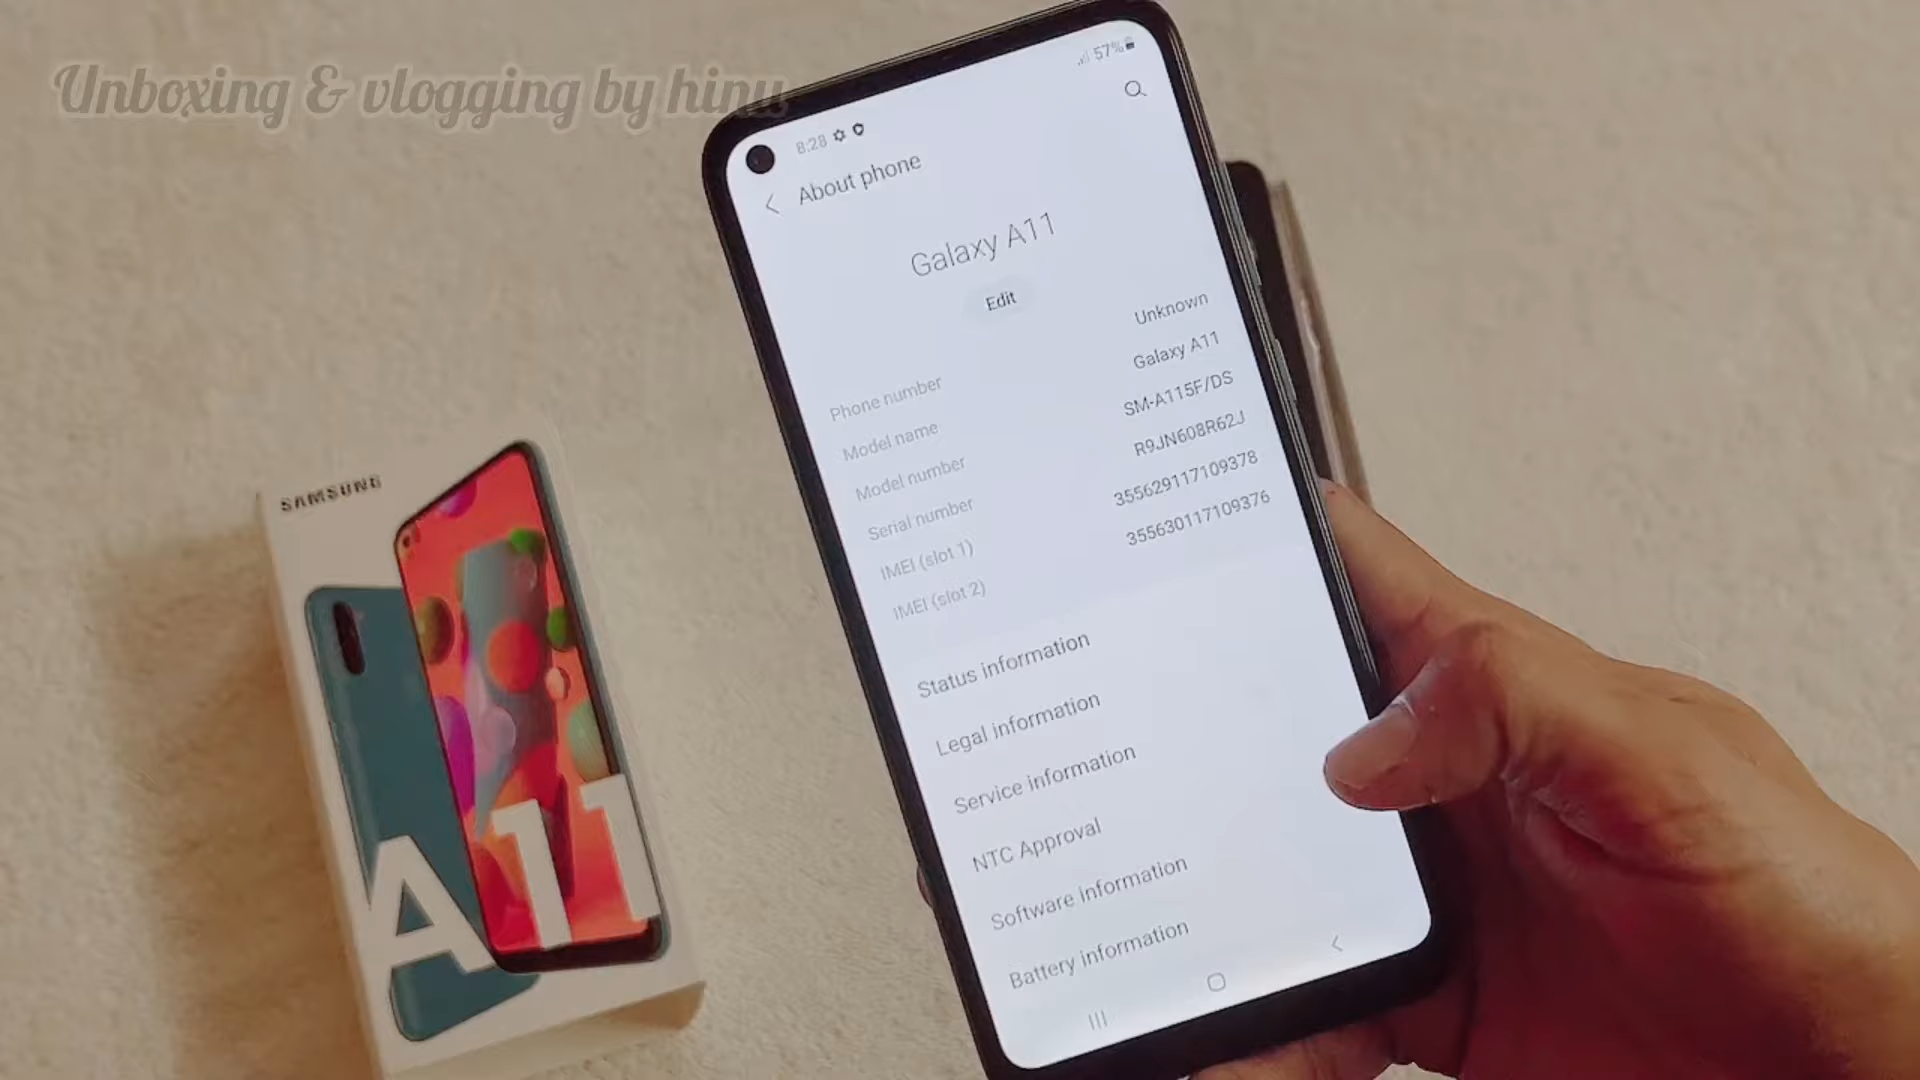 Unboxing & vlogging by hinu
8:28
57%
About phone
Galaxy A11
Edit
Phone number Unknown
Model name Galaxy A11
Model number SM-A115F/DS
Serial number R9JN608R62J
IMEI (slot 1) 355629117109378
IMEI (slot 2) 355630117109376
Status information
Legal information
Service information
NTC Approval
Software information
Battery information
SAMSUNG
A11